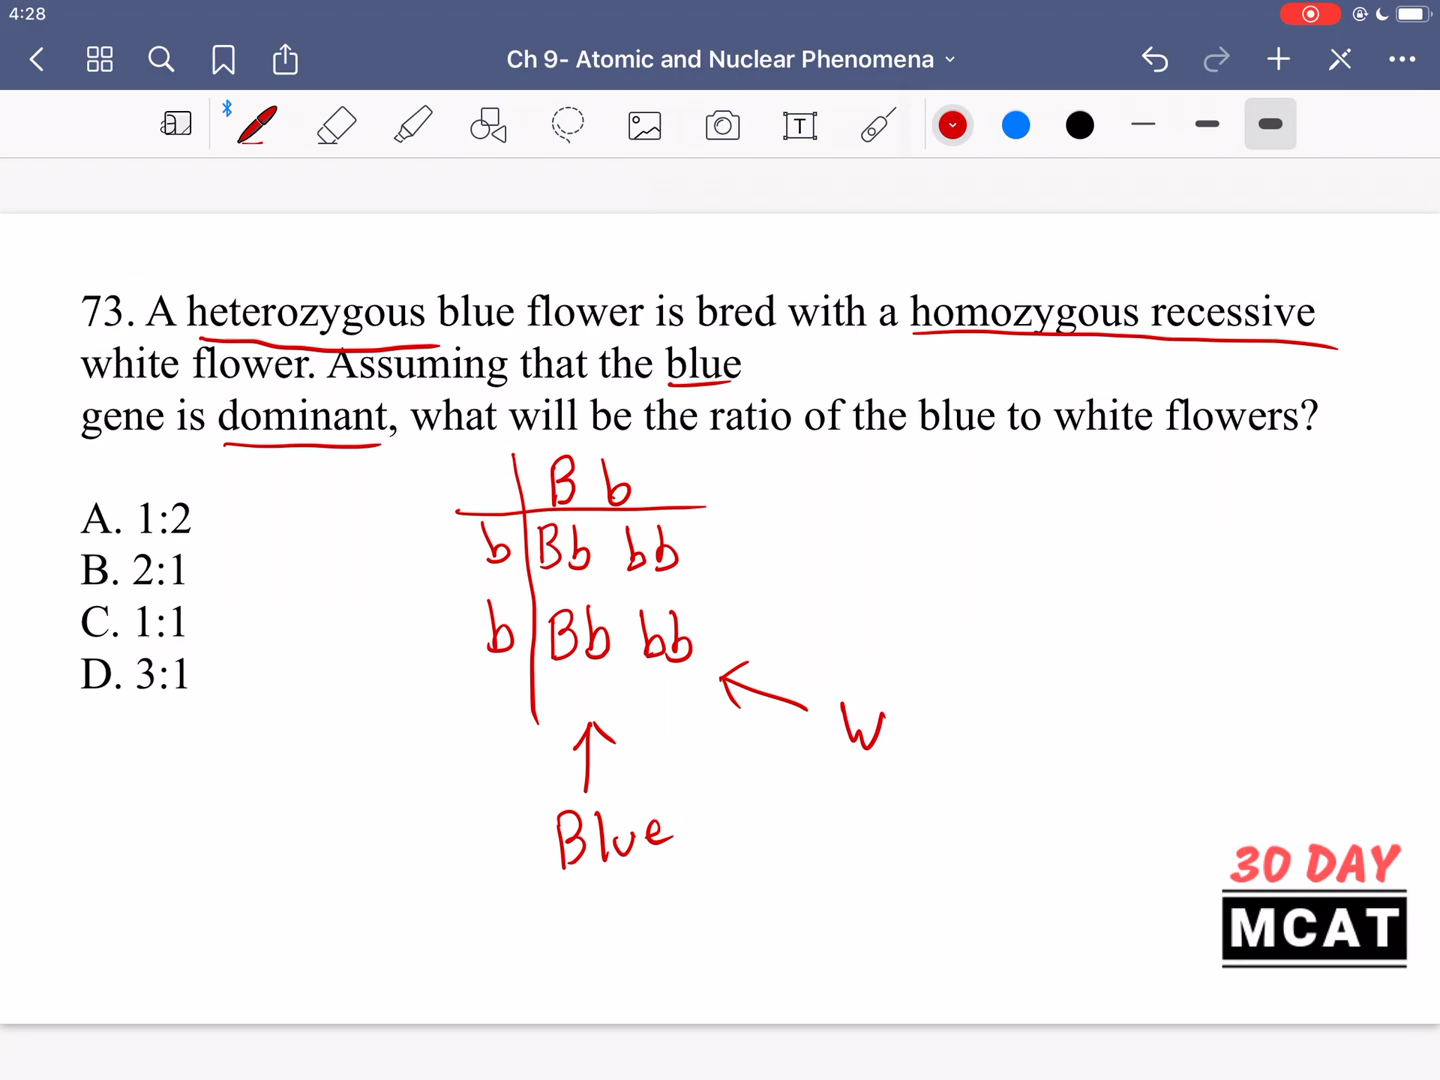 4:28
Ch 9- Atomic and Nuclear Phenomena
a
T
73. A heterozygous blue flower is bred with a homozygous recessive
white flower. Assuming that the blue
gene is dominant, what will be the ratio of the blue to white flowers?
A. 1:2
B. 2:1
C. 1:1
D. 3:1
B b
b Bb bb
b Bb bb
W
Blue
30 DAY
MCAT